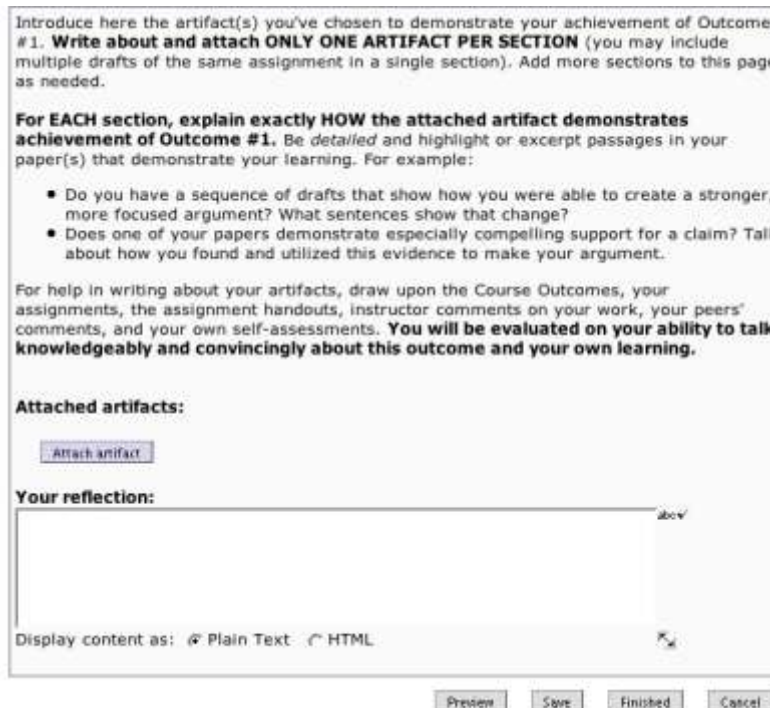 Introduce here the artifact(s) you've chosen to demonstrate your achievement of Outcome
#1. Write about and attach ONLY ONE ARTIFACT PER SECTION (you may include
multiple drafts of the same assignment in a single section). Add more sections to this page
as needed.
For EACH section, explain exactly HOW the attached artifact demonstrates
achievement of Outcome #1. Be detailed and highlight or excerpt passages in your
paper(s) that demonstrate your learning. For example:
• Do you have a sequence of drafts that show how you were able to create a stronger,
more focused argument? What sentences show that change?
• Does one of your papers demonstrate especially compelling support for a claim? Talk
about how you found and utilized this evidence to make your argument.
For help in writing about your artifacts, draw upon the Course Outcomes, your
assignments, the assignment handouts, instructor comments on your work, your peers'
comments, and your own self-assessments. You will be evaluated on your ability to talk
knowledgeably and convincingly about this outcome and your own learning.
Attached artifacts:
Attach artifact
Your reflection:
abc
Display content as: Plain Text HTML
Preview Save Finished Cancel